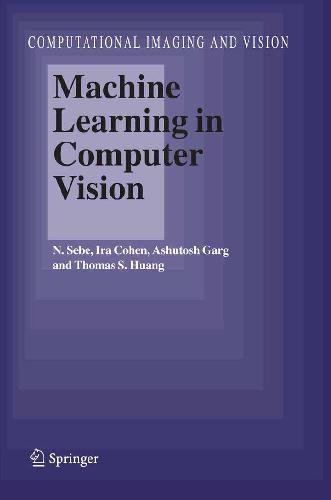 COMPUTATIONAL IMAGING AND VISION
Machine
Learning in
Computer
Vision
N. Sebe, Ira Cohen, Ashutosh Garg
and Thomas S. Huang
Springer